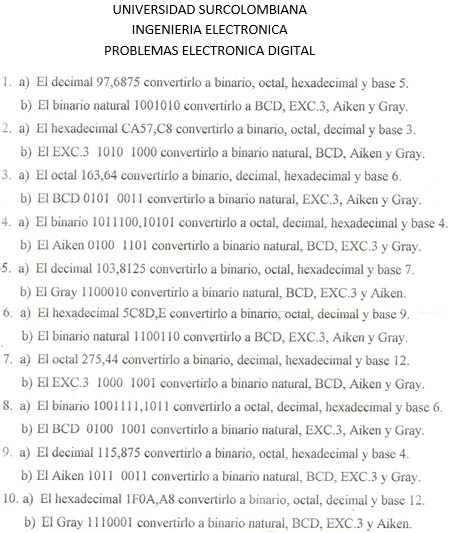 UNIVERSIDAD SURCOLOMBIANA
INGENIERIA ELECTRONICA
PROBLEMAS ELECTRONICA DIGITAL
1. a) El decimal 97,6875 convertirlo a binario, octal, hexadecimal y base 5.
b) El binario natural 1001010 convertirlo a BCD, EXC.3, Aiken y Gray.
2. a) El hexadecimal CA57,C8 convertirlo a binario, octal, decimal y base 3.
b) El EXC.3 1010 1000 convertirlo a binario natural, BCD, Aiken y Gray.
3. a) El octal 163,64 convertirlo a binario, decimal, hexadecimal y base 6.
b) El BCD 0101 0011 convertirlo a binario natural, EXC.3, Aiken y Gray.
4. a) El binario 1011100,10101 convertirlo a octal, decimal, hexadecimal y base 4.
b) El Aiken 0100 1101 convertirlo a binario natural, BCD, EXC.3 y Gray.
5. a) El decimal 103,8125 convertirlo a binario, octal, hexadecimal y base 7.
b) El Gray 1100010 convertirlo a binario natural, BCD, EXC.3 y Aiken.
6. a) El hexadecimal 5C8D,E convertirlo a binario, octal, decimal y base 9.
b) El binario natural 1100110 convertirlo a BCD, EXC.3, Aiken y Gray.
7. a) El octal 275,44 convertirlo a binario, decimal, hexadecimal y base 12.
b) El EXC.3 1000 1001 convertirlo a binario natural, BCD, Aiken y Gray.
8. a) El binario 1001111,1011 convertirlo a octal, decimal, hexadecimal y base 6.
b) El BCD 0100 1001 convertirlo a binario natural, EXC.3, Aiken y Gray.
9. a) El decimal 115,875 convertirlo a binario, octal, hexadecimal y base 4.
b) El Aiken 1011 0011 convertirlo a binario natural, BCD, EXC.3 y Gray.
10. a) El hexadecimal 1F0A,A8 convertirlo a binario, octal, decimal y base 12.
b) El Gray 1110001 convertirlo a binario natural, BCD, EXC.3 y Aiken.